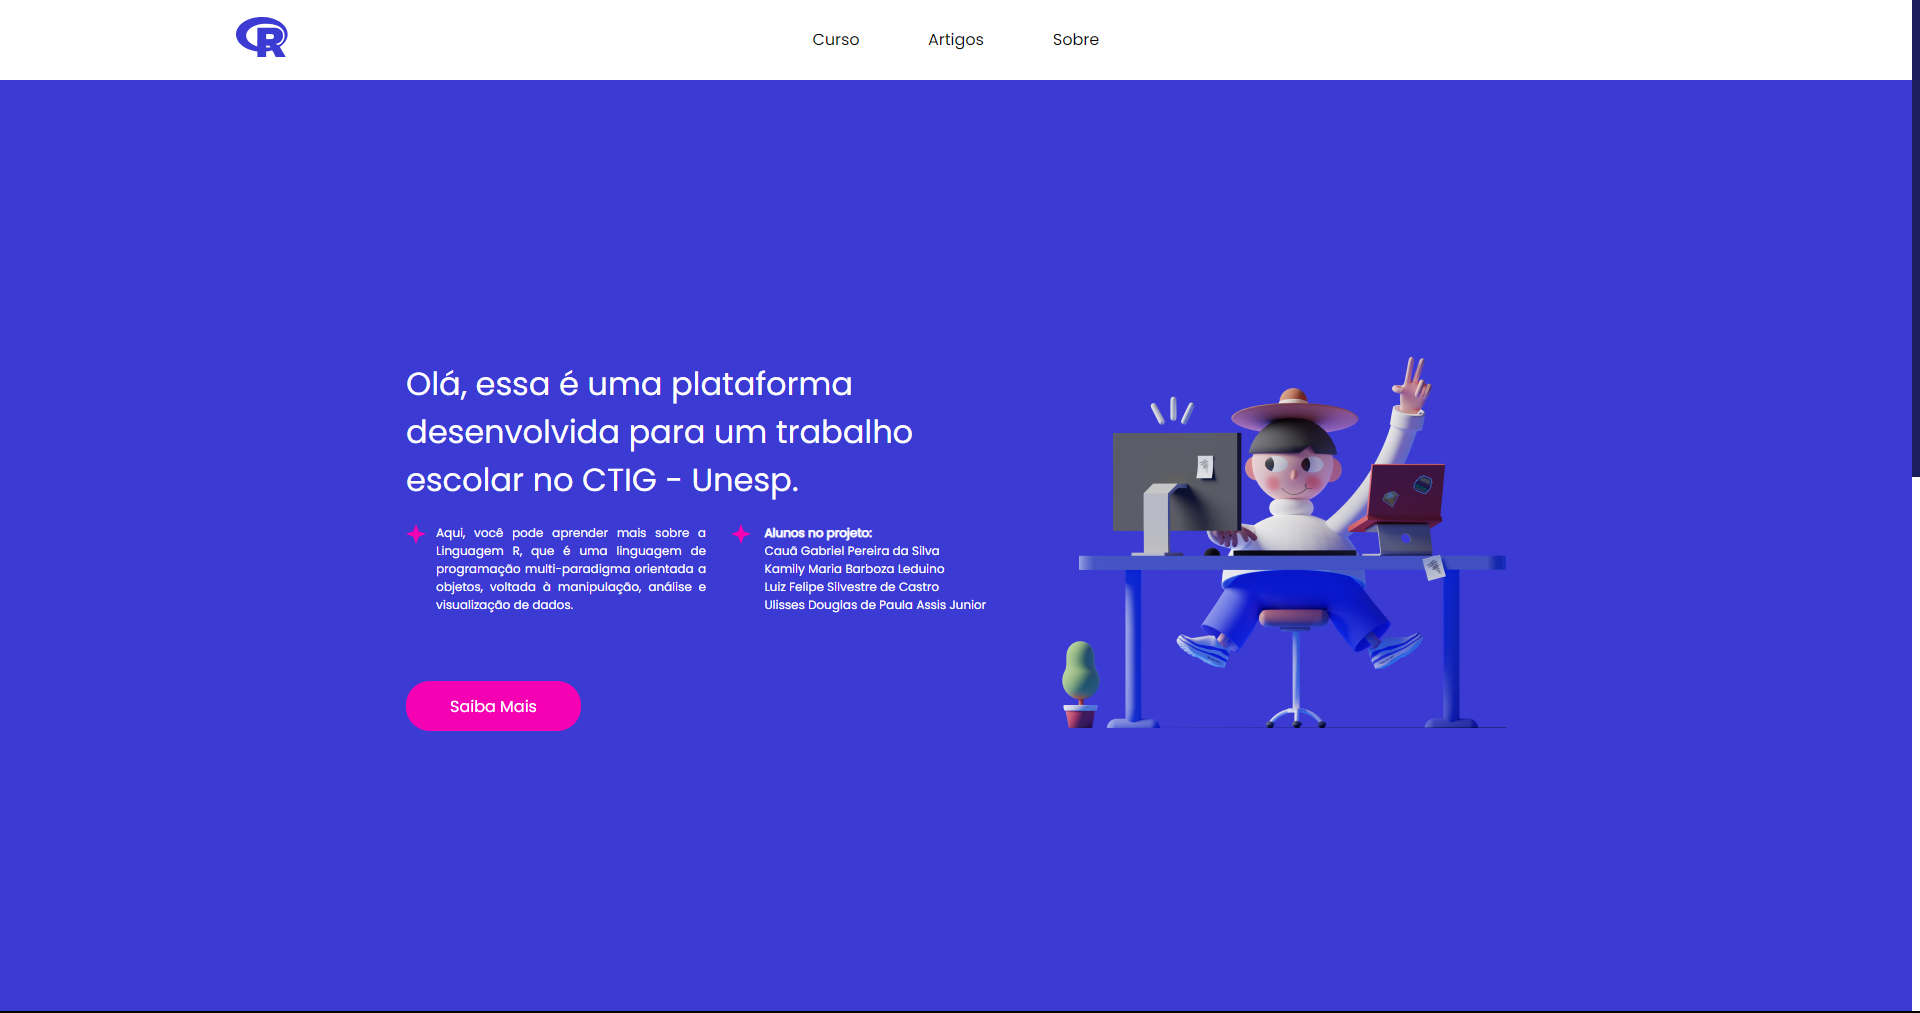 R
Curso Artigos Sobre
Olá, essa é uma plataforma
desenvolvida para um trabalho
escolar no CTIG - Unesp.
Aqui, você pode aprender mais sobre a
Linguagem R, que é uma linguagem de
programação multi-paradigma orientada a
objetos, voltada à manipulação, análise e
visualização de dados.
Alunos no projeto:
Cauã Gabriel Pereira da Silva
Kamily Maria Barboza Leduino
Luiz Felipe Silvestre de Castro
Ulisses Douglas de Paula Assis Junior
Saiba Mais